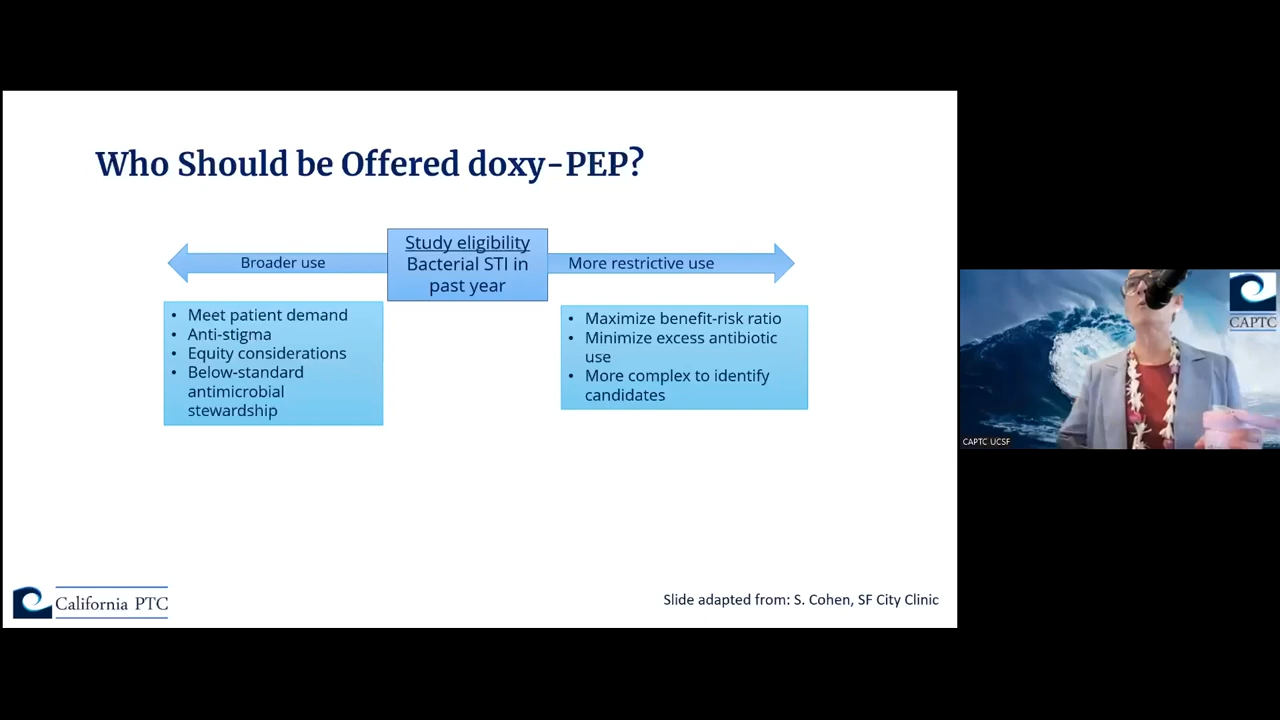 Who Should be Offered doxy-PEP?
Broader use
Study eligibility
Bacterial STI in
past year
More restrictive use
• Meet patient demand
• Anti-stigma
• Equity considerations
• Below-standard
antimicrobial
stewardship
• Maximize benefit-risk ratio
• Minimize excess antibiotic
use
• More complex to identify
candidates
CAPTC
CAPTC UCSF
California PTC
Slide adapted from: S. Cohen, SF City Clinic